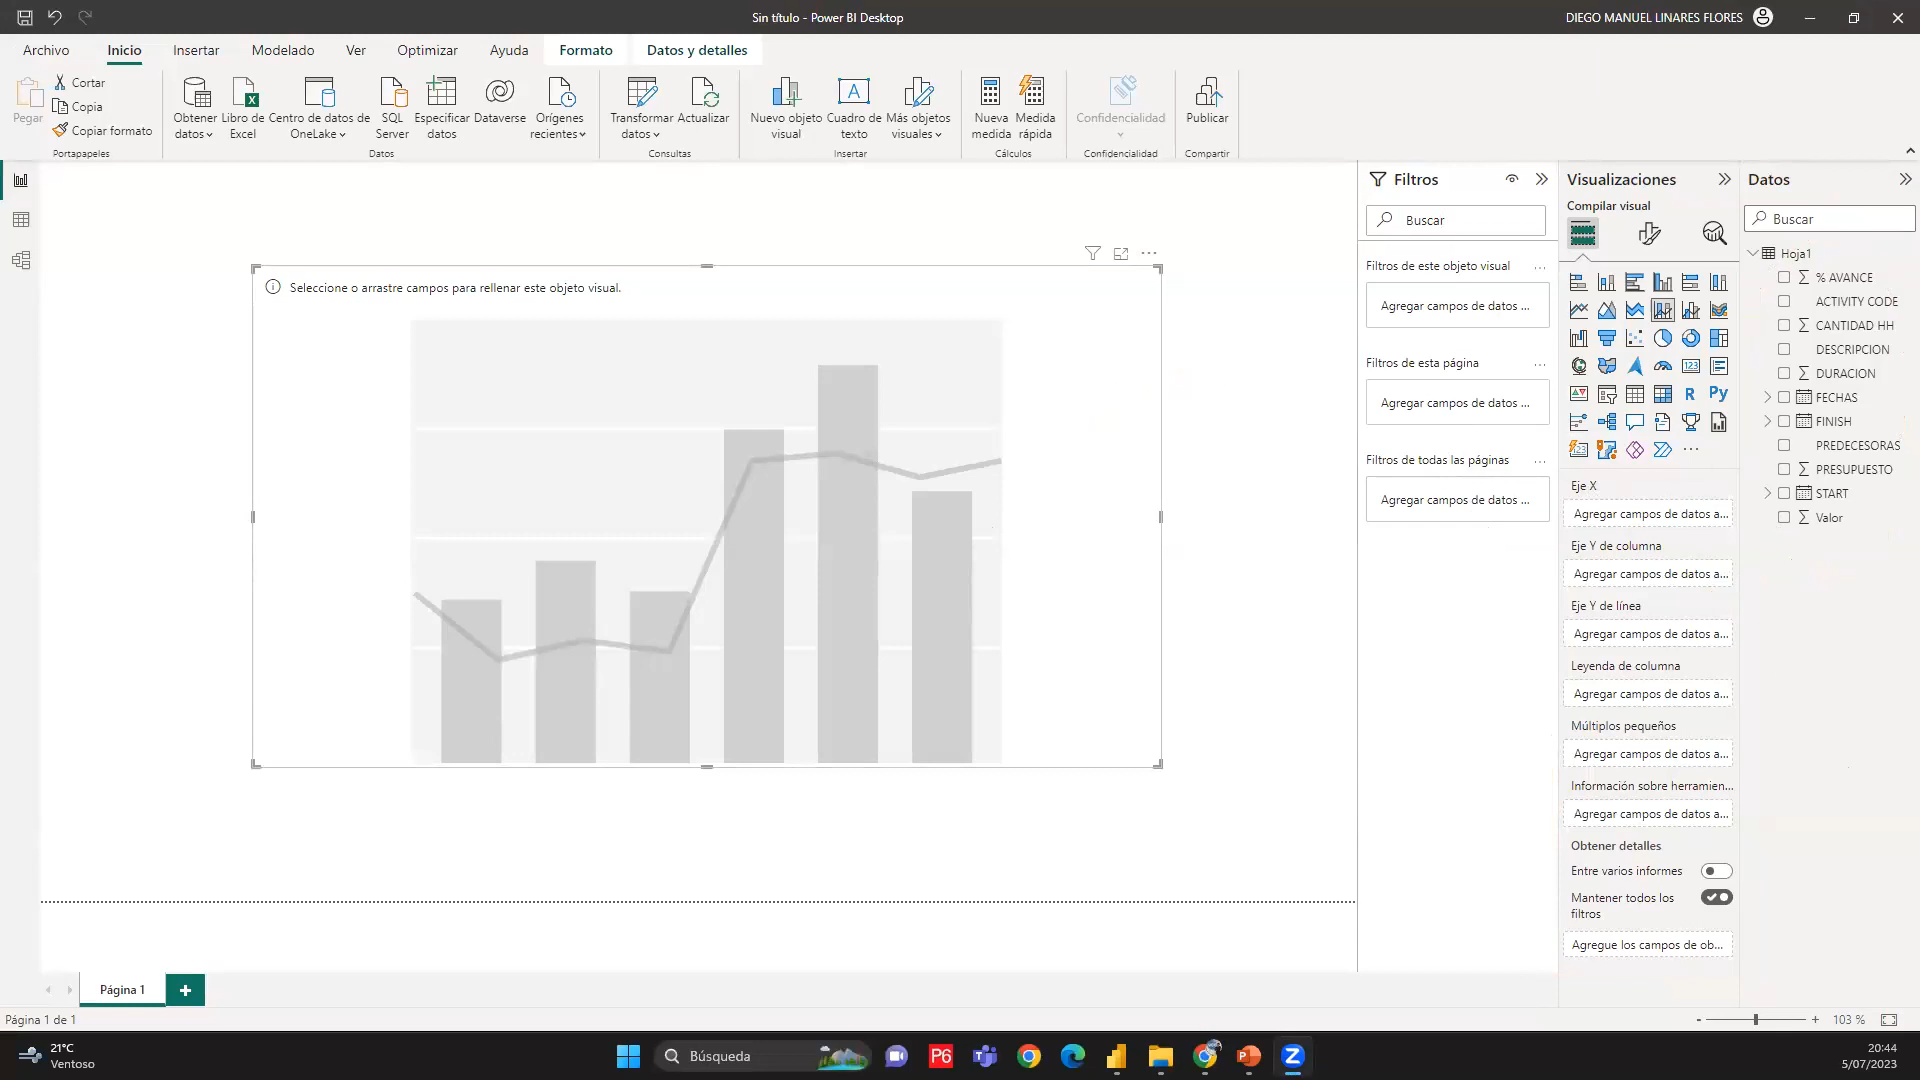 Sin título - Power BI Desktop
DIEGO MANUEL LINARES FLORES
Archivo Inicio Insertar Modelado Ver Optimizar Ayuda Formato Datos y detalles
Pegar
Cortar
Copia
Copiar formato
Portapapeles
Obtener datos
Libro de Excel
Centro de datos de OneLake
SQL Server
Especificar datos
Dataverse
Orígenes recientes
Datos
Transformar datos
Actualizar
Consultas
Nuevo objeto visual
Cuadro de texto
Más objetos visuales
Insertar
Nueva medida
Medida rápida
Cálculos
Confidencialidad
Confidencialidad
Publicar
Compartir
Seleccione o arrastre campos para rellenar este objeto visual.
Filtros
Buscar
Filtros de este objeto visual ...
Agregar campos de datos ...
Filtros de esta página ...
Agregar campos de datos ...
Filtros de todas las páginas ...
Agregar campos de datos ...
Visualizaciones
Compilar visual
123
R
Py
123
...
Eje X
Agregar campos de datos a...
Eje Y de columna
Agregar campos de datos a...
Eje Y de línea
Agregar campos de datos a...
Leyenda de columna
Agregar campos de datos a...
Múltiplos pequeños
Agregar campos de datos a...
Información sobre herramien...
Agregar campos de datos a...
Obtener detalles
Entre varios informes
Mantener todos los
filtros
Agregue los campos de ob...
Datos
Buscar
Hoja1
∑ % AVANCE
ACTIVITY CODE
∑ CANTIDAD HH
DESCRIPCION
∑ DURACION
FECHAS
FINISH
PREDECESORAS
∑ PRESUPUESTO
START
∑ Valor
Página 1
+
Página 1 de 1
- + 103 %
21°C
Ventoso
Búsqueda
P6
20:44
5/07/2023